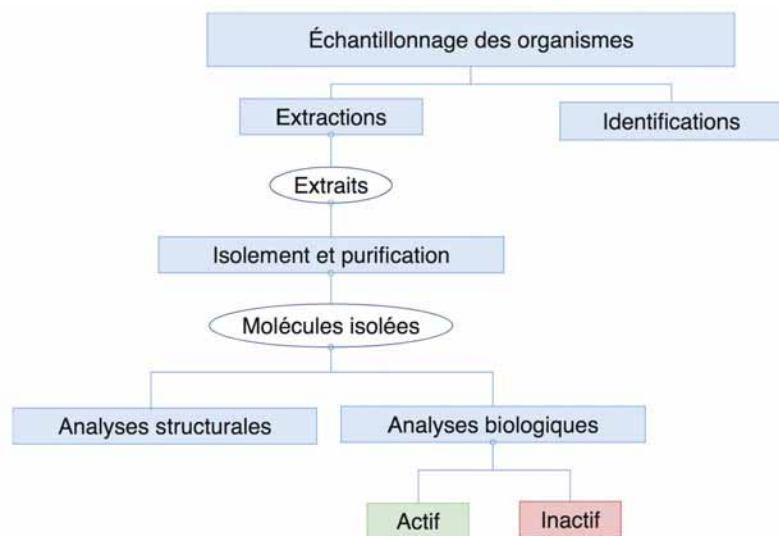 Échantillonnage des organismes
Extractions
Identifications
Extraits
Isolement et purification
Molécules isolées
Analyses structurales
Analyses biologiques
Actif
Inactif